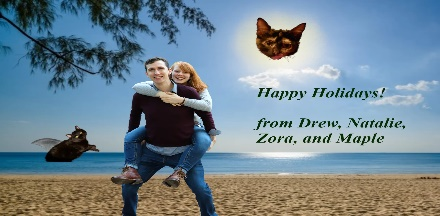 Happy Holidays!
from Drew, Natalie,
Zora, and Maple